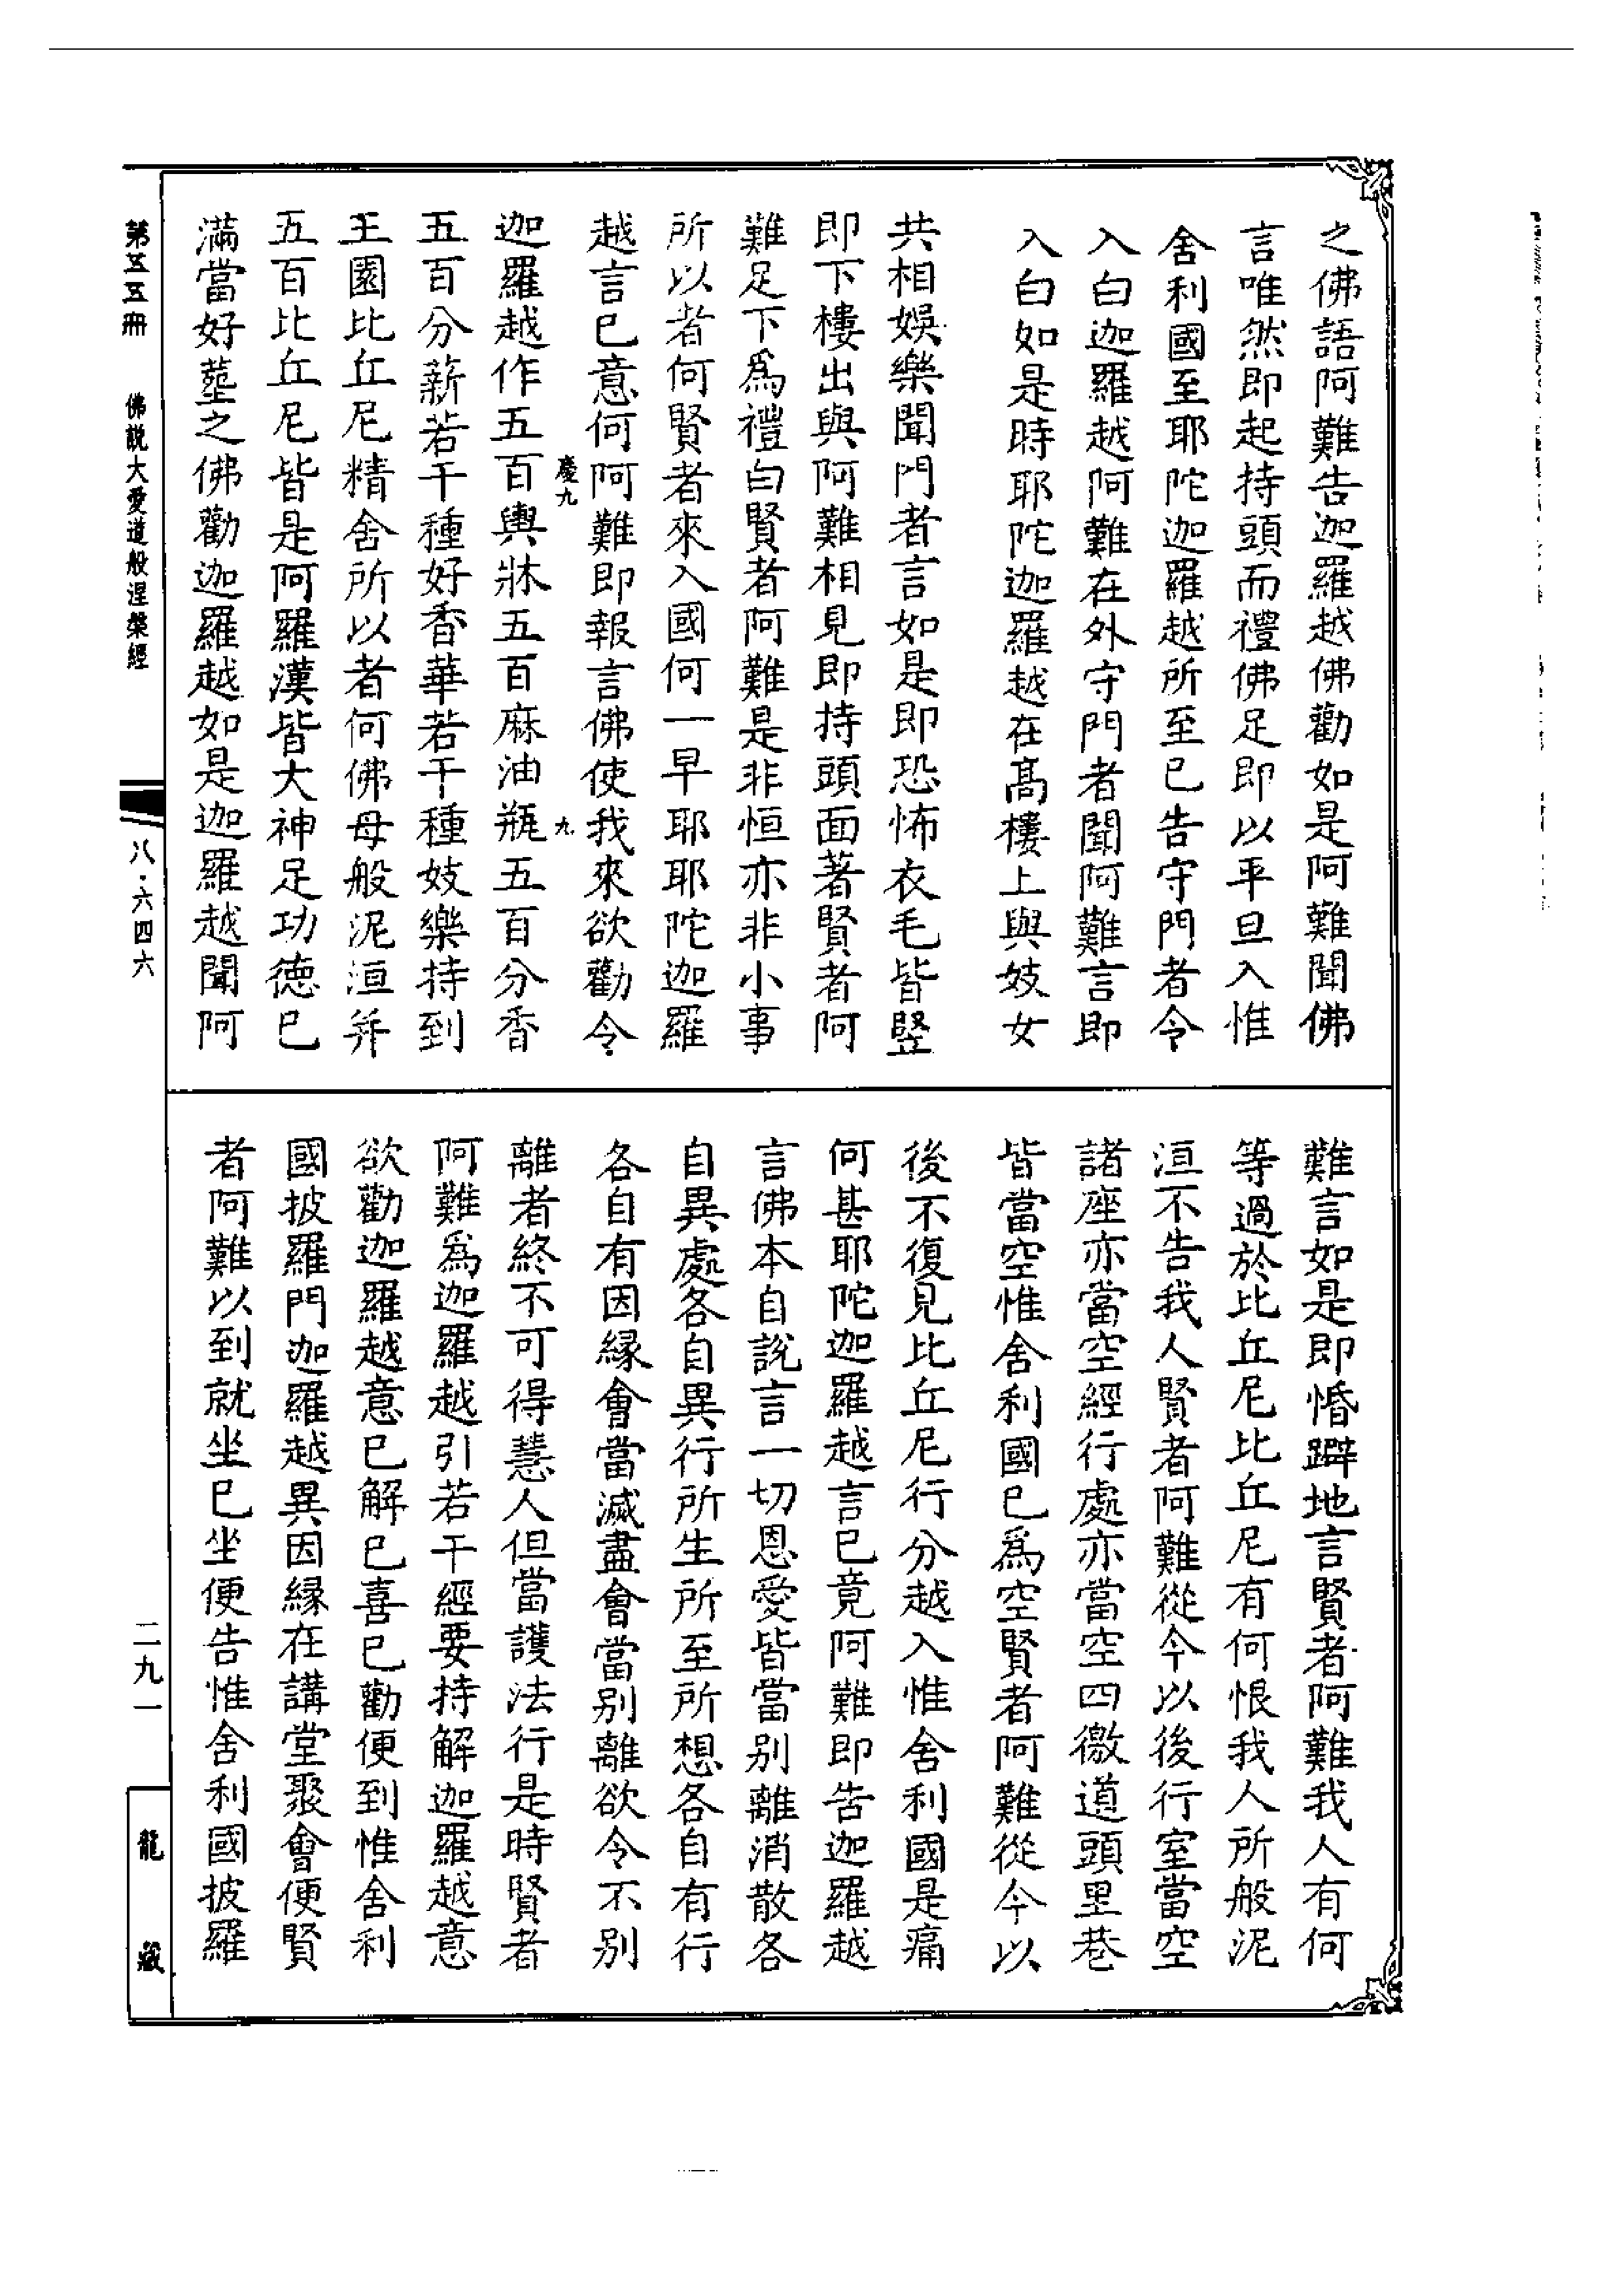 之佛語阿難告迦羅越佛勸如是阿難聞佛
言唯然即起持頭而禮佛足即以平旦入惟
舍利國至耶陀迦羅越所至已告守門者令
入白迦羅越阿難在外守門者聞阿難言即
入白如是時耶陀迦羅越在髙樓上與妓女
共相娛樂聞門者言如是即恐怖衣毛皆竪
即下樓出與阿難相見即持頭面著賢者阿
難足下爲禮白賢者阿難是非恒亦非小事
所以者何賢者來入國何一早耶耶陀迦羅
越言已意何阿難即報言佛使我來欲勸令
慶九
九
迦羅越作五百輿牀五百麻油瓶五百分香
五百分薪若干種好香華若干種妓樂持到
王園比丘尼精舍所以者何佛母般泥洹并
五百比丘尼皆是阿羅漢皆大神足功德已
滿當好塟之佛勸迦羅越如是迦羅越聞阿
難言如是即惛躃地言賢者阿難我人有何
等過於比丘尼比丘尼有何恨我人所般泥
洹不告我人賢者阿難從今以後行室當空
諸座亦當空經行處亦當空四徼道頭里巷
皆當空惟舍利國已爲空賢者阿難從今以
後不復見比丘尼行分越入惟舍利國是痛
何甚耶陀迦羅越言已竟阿難即告迦羅越
言佛本自說言一切恩愛皆當别離消散各
自異處各自異行所生所至所想各自有行
各自有因緣會當滅盡會當别離欲令不别
離者終不可得慧人但當護法行是時賢者
阿難爲迦羅越引若干經要持解迦羅越意
欲勸迦羅越意已解已喜已勸便到惟舍利
國披羅門迦羅越異因緣在講堂聚會便賢
者阿難以到就坐已坐便告惟舍利國披羅
第五五冊
佛説大愛道般涅槃經
八·六四六
二九一
龍藏